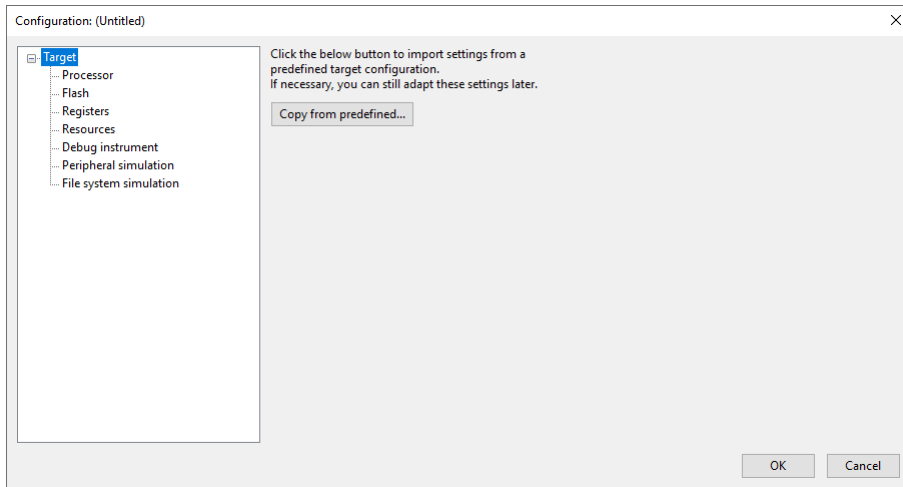 Configuration: (Untitled)
Target
Processor
Flash
Registers
Resources
Debug instrument
Peripheral simulation
File system simulation
Click the below button to import settings from a
predefined target configuration.
If necessary, you can still adapt these settings later.
Copy from predefined...
OK
Cancel